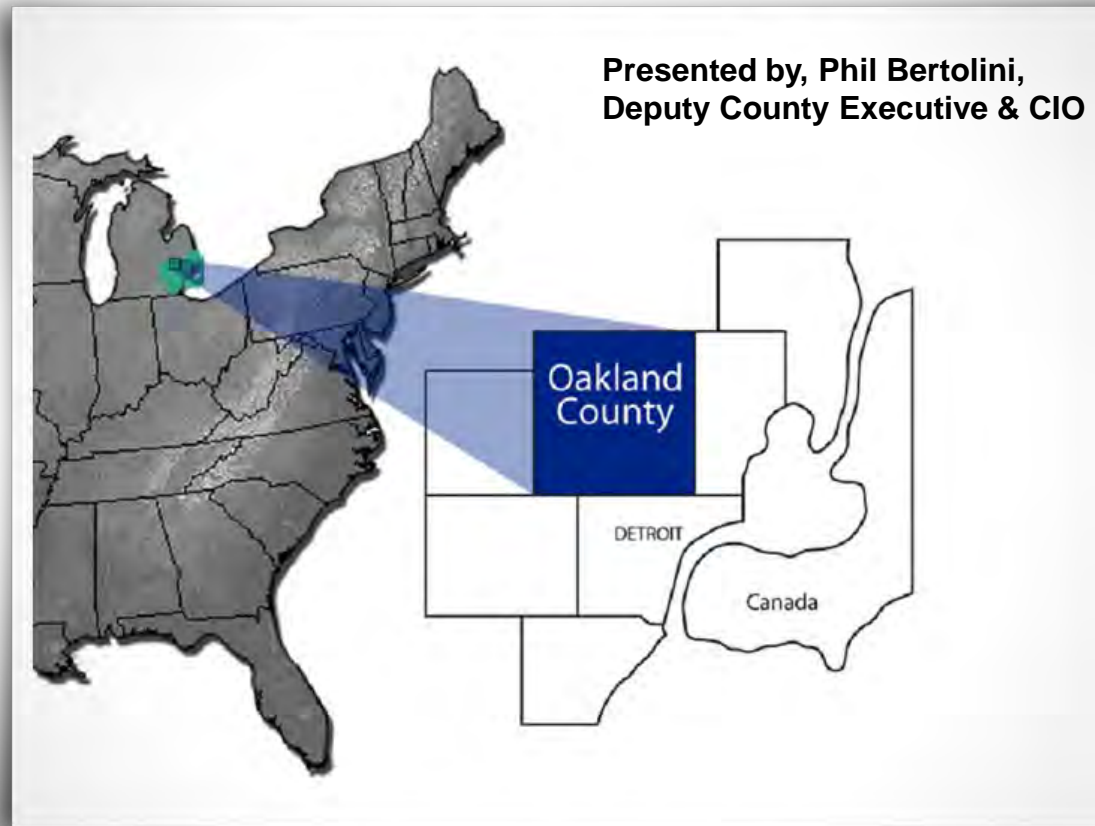 Presented by, Phil Bertolini,
Deputy County Executive & CIO
Oakland
County
DETROIT
Canada